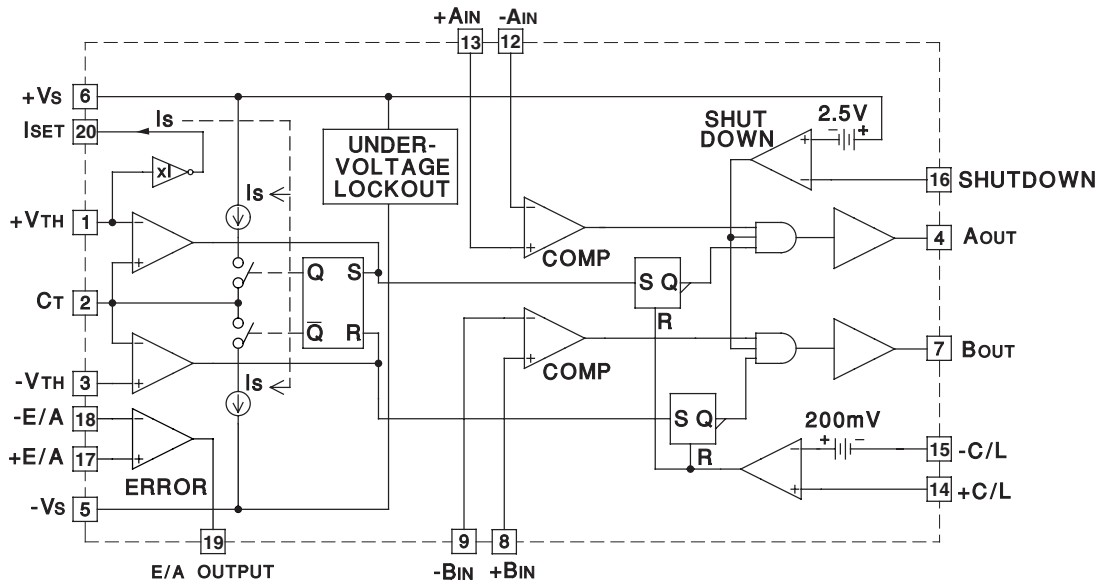 +AIN
-AIN
13
12
+VS
6
ISET
20
IS
xI
UNDER-
VOLTAGE
LOCKOUT
SHUT
DOWN
2.5V
-
+
+
-
16
SHUTDOWN
IS
+VTH
1
-
+
-
+
COMP
4
AOUT
CT
2
Q
S
Q̅
R
S Q
R
-
+
COMP
7
BOUT
-VTH
3
-
+
IS
-E/A
18
+E/A
17
-
+
ERROR
S Q
R
200mV
+
-
-
+
15
-C/L
14
+C/L
-VS
5
19
E/A OUTPUT
9
8
-BIN
+BIN